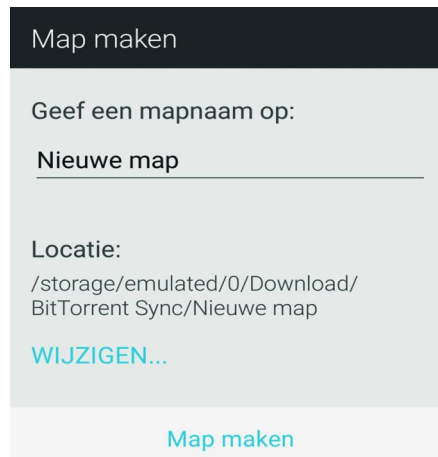 Map maken
Geef een mapnaam op:
Nieuwe map
Locatie:
/storage/emulated/0/Download/
BitTorrent Sync/Nieuwe map
WIJZIGEN...
Map maken